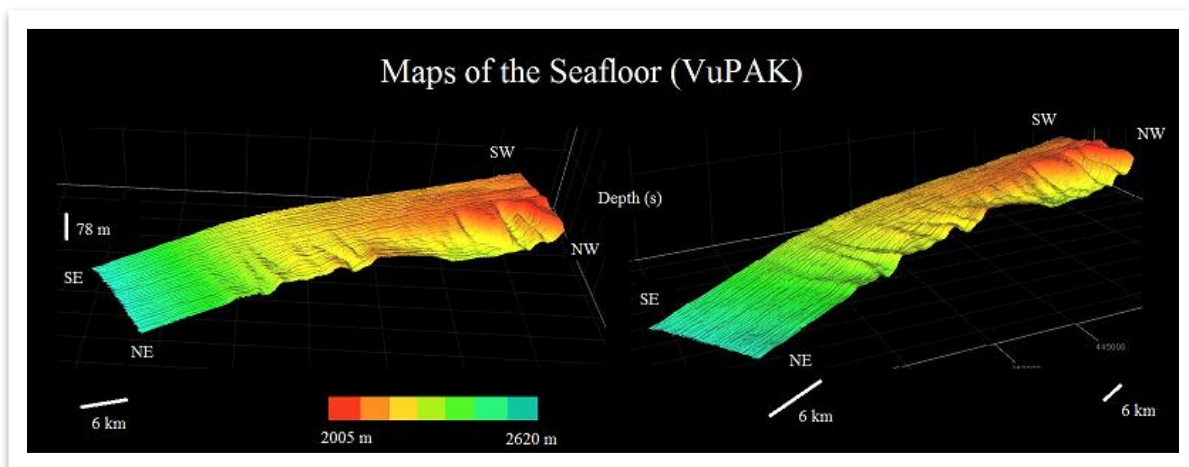 Maps of the Seafloor (VuPAK)
SW
78 m
SE
NE
NW
6 km
2005 m
2620 m
Depth (s)
SW
NW
SE
NE
445000
6 km
6 km